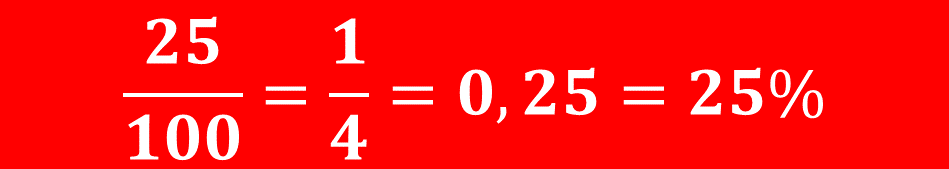 25/100 = 1/4 = 0,25 = 25%